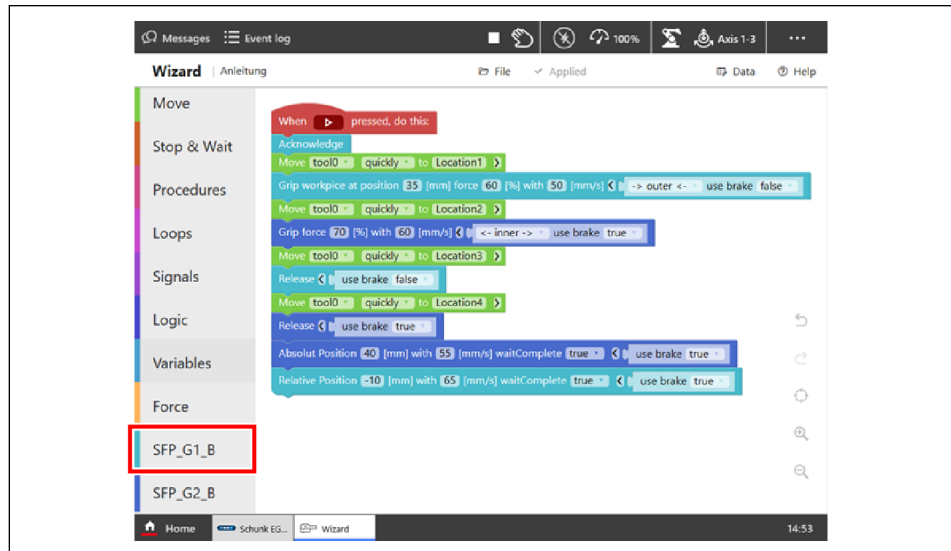 Messages Event log 100% Axis 1-3 ...
Wizard | Anleitung File Applied Data Help
Move
Stop & Wait
Procedures
Loops
Signals
Logic
Variables
Force
SFP_G1_B
SFP_G2_B
When pressed, do this:
Acknowledge
Move tool0 quickly to Location1
Grip workpice at position 35 [mm] force 60 [%] with 50 [mm/s] -> outer <- use brake false
Move tool0 quickly to Location2
Grip force 70 [%] with 60 [mm/s] <- inner -> use brake true
Move tool0 quickly to Location3
Release use brake false
Move tool0 quickly to Location4
Release use brake true
Absolut Position 40 [mm] with 55 [mm/s] waitComplete true use brake true
Relative Position -10 [mm] with 65 [mm/s] waitComplete true use brake true
Home Schunk EG... Wizard 14:53